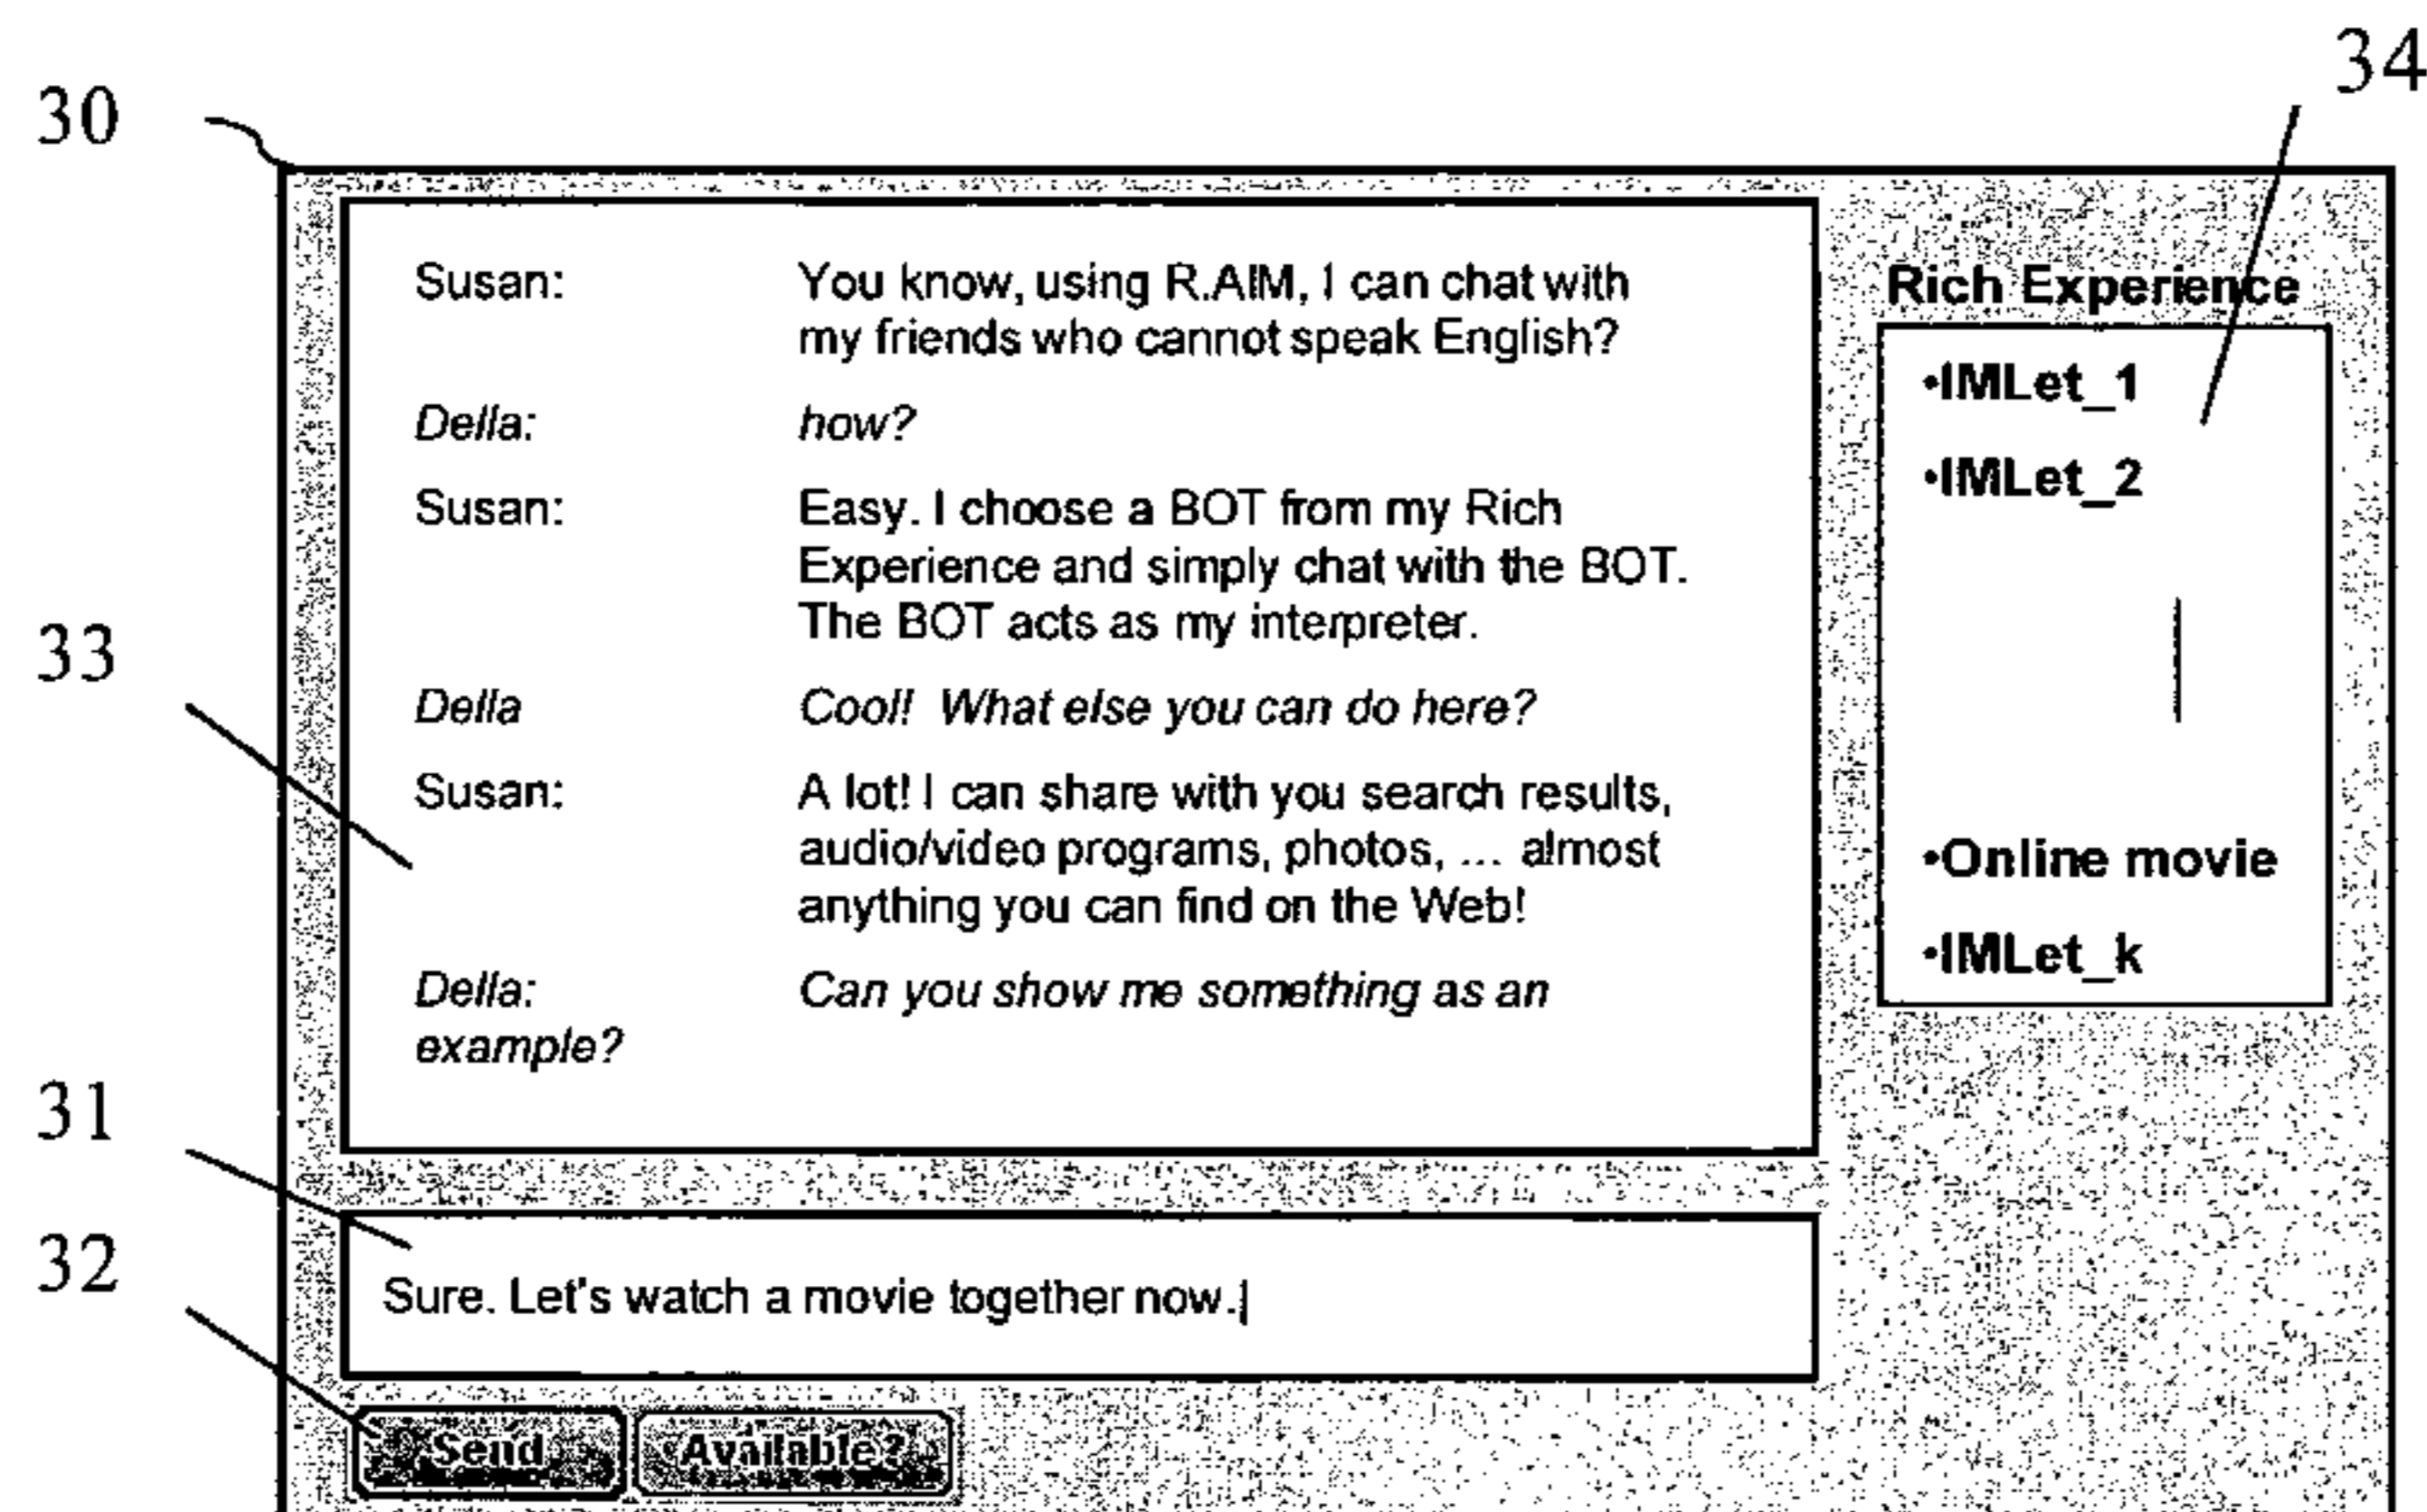 34
30
Susan: You know, using R.AIM, I can chat with
my friends who cannot speak English?
Della: how?
Susan: Easy. I choose a BOT from my Rich
Experience and simply chat with the BOT.
The BOT acts as my interpreter.
33
Della Cool! What else you can do here?
Susan: A lot! I can share with you search results,
audio/video programs, photos, ... almost
anything you can find on the Web!
Della: Can you show me something as an
example?
Rich Experience
•IMLet_1
•IMLet_2
•Online movie
•IMLet_k
31
Sure. Let's watch a movie together now.
32
Send Available?